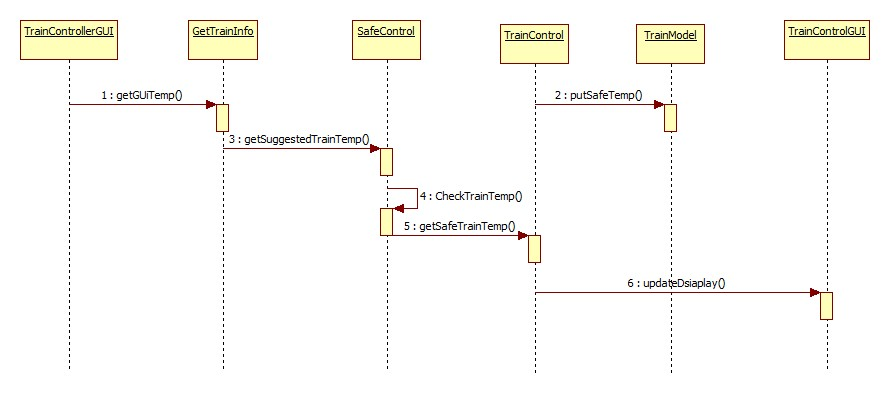 TrainControllerGUI
GetTrainInfo
SafeControl
TrainControl
TrainModel
TrainControlGUI
1 : getGUiTemp()
2 : putSafeTemp()
3 : getSuggestedTrainTemp()
4 : CheckTrainTemp()
5 : getSafeTrainTemp()
6 : updateDsiaplay()